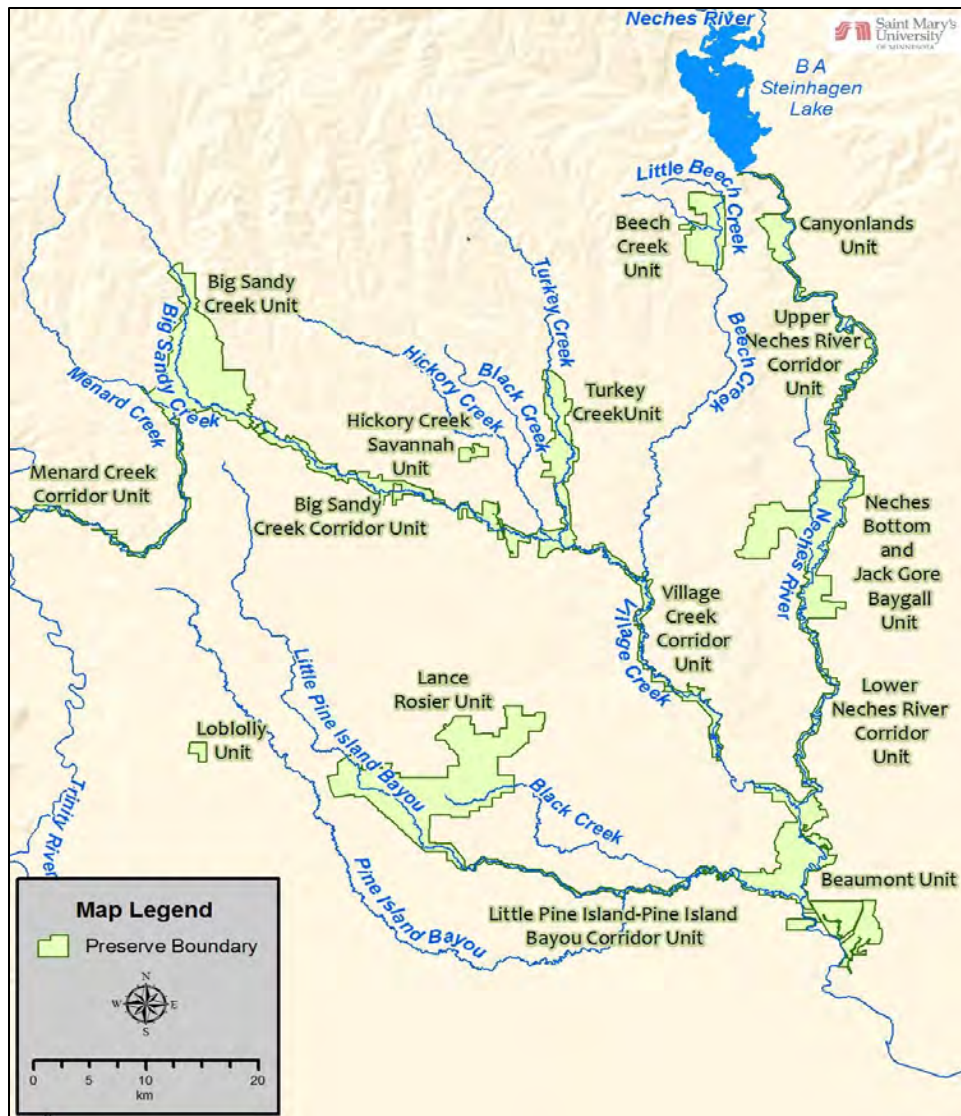 Neches River
Saint Mary's
University
OF MINNESOTA
B A
Steinhagen
Lake
Little Beech Creek
Beech
Creek
Unit
Canyonlands
Unit
Big Sandy
Creek Unit
Turkey Creek
Upper
Neches River
Corridor
Unit
Big Sandy Creek
Beech Creek
Hickory Creek
Black Creek
Menard Creek
Turkey
CreekUnit
Hickory Creek
Savannah
Unit
Menard Creek
Corridor Unit
Big Sandy
Creek Corridor Unit
Neches River
Neches
Bottom
and
Jack Gore
Baygall
Unit
Village
Creek
Corridor
Unit
Village Creek
Lance
Rosier Unit
Little Pine Island Bayou
Lower
Neches River
Corridor
Unit
Loblolly
Unit
Trinity River
Black Creek
Pine Island Bayou
Beaumont Unit
Little Pine Island-Pine Island
Bayou Corridor Unit
Map Legend
Preserve Boundary
N
W E
S
0 5 10 20
km